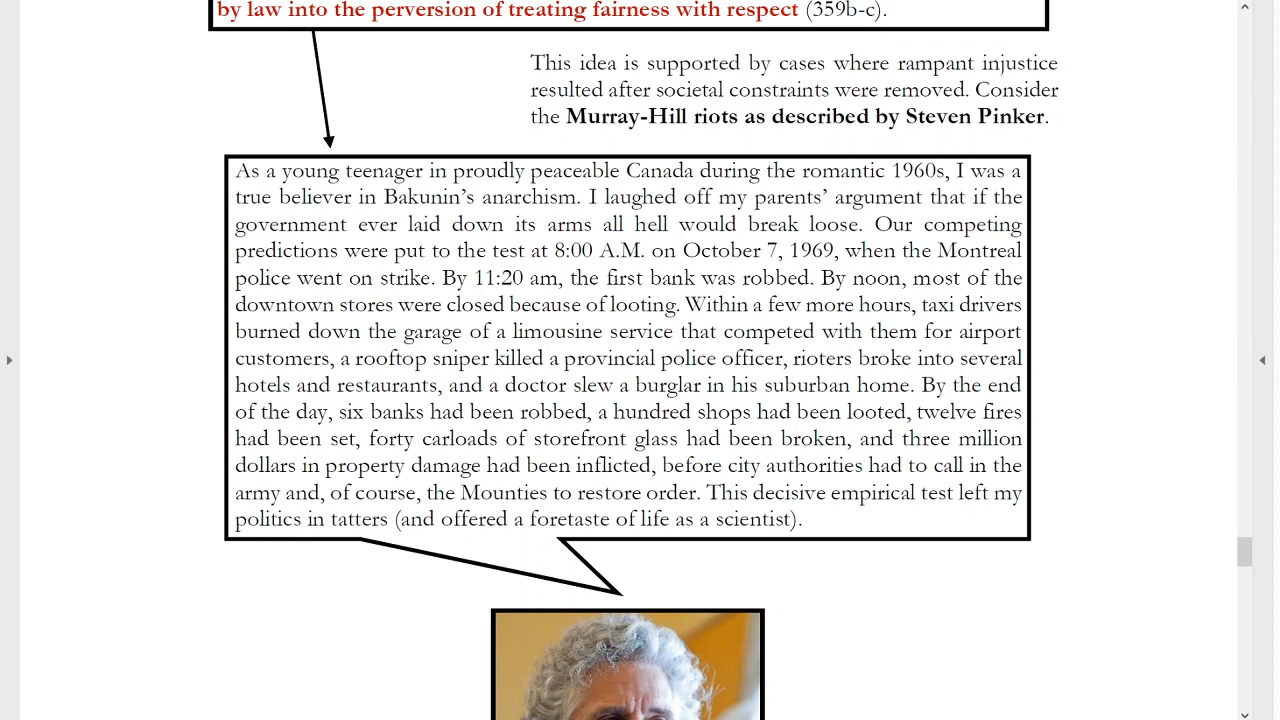 by law into the perversion of treating fairness with respect (359b-c).
This idea is supported by cases where rampant injustice
resulted after societal constraints were removed. Consider
the Murray-Hill riots as described by Steven Pinker.
As a young teenager in proudly peaceable Canada during the romantic 1960s, I was a
true believer in Bakunin’s anarchism. I laughed off my parents’ argument that if the
government ever laid down its arms all hell would break loose. Our competing
predictions were put to the test at 8:00 A.M. on October 7, 1969, when the Montreal
police went on strike. By 11:20 am, the first bank was robbed. By noon, most of the
downtown stores were closed because of looting. Within a few more hours, taxi drivers
burned down the garage of a limousine service that competed with them for airport
customers, a rooftop sniper killed a provincial police officer, rioters broke into several
hotels and restaurants, and a doctor slew a burglar in his suburban home. By the end
of the day, six banks had been robbed, a hundred shops had been looted, twelve fires
had been set, forty carloads of storefront glass had been broken, and three million
dollars in property damage had been inflicted, before city authorities had to call in the
army and, of course, the Mounties to restore order. This decisive empirical test left my
politics in tatters (and offered a foretaste of life as a scientist).